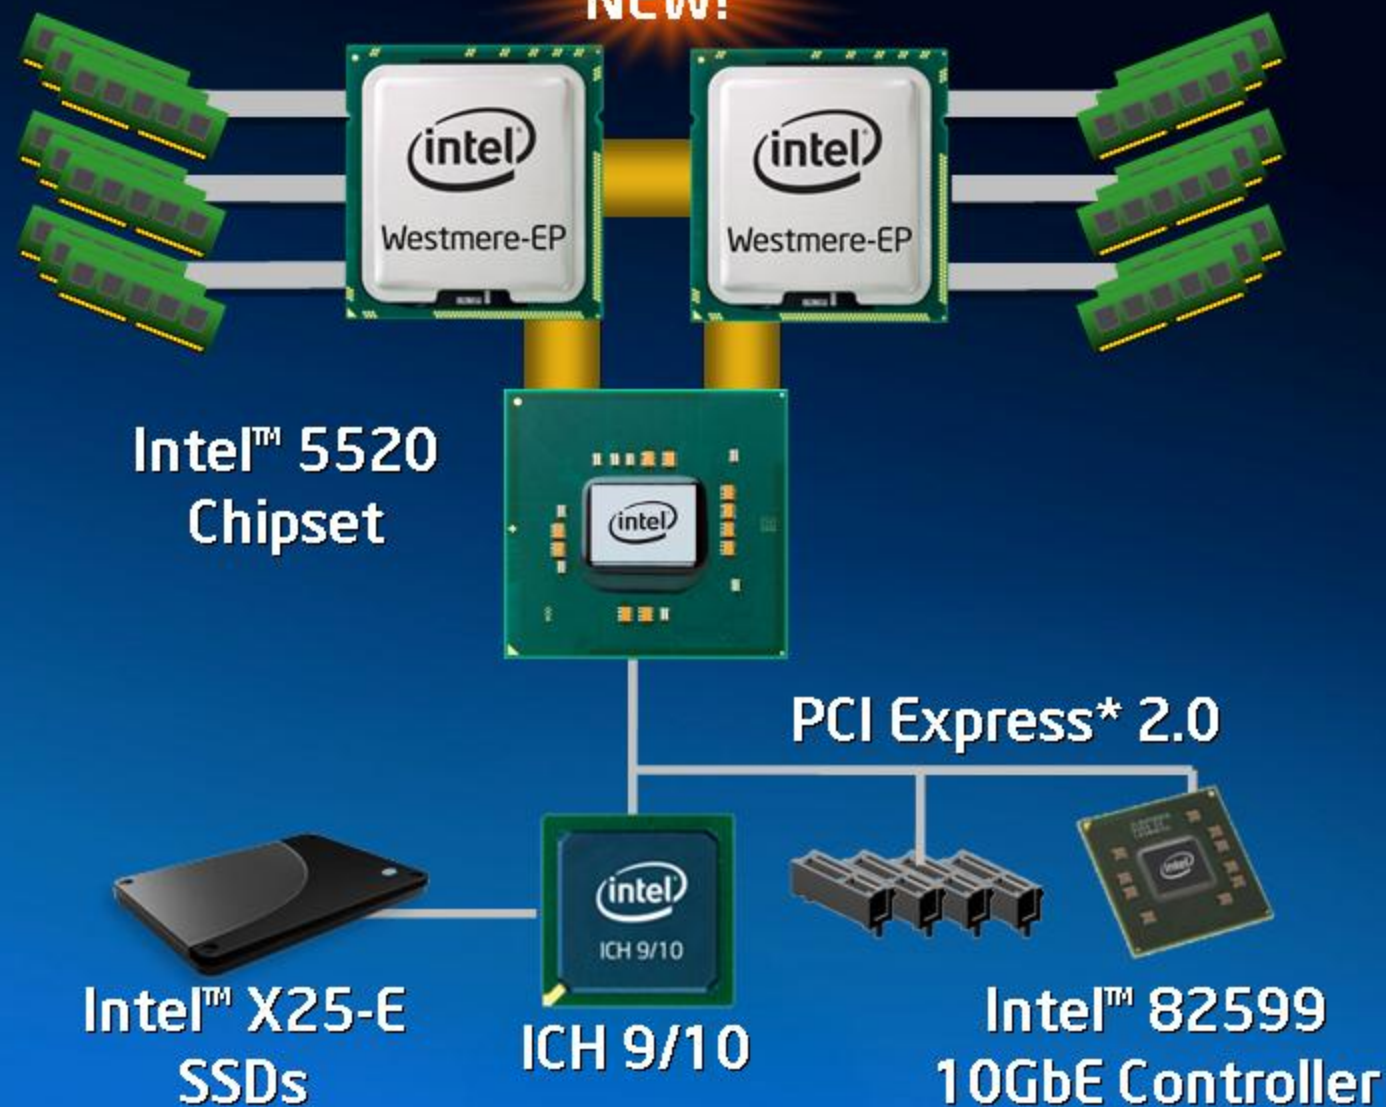 NEW!
intel
Westmere-EP
intel
Westmere-EP
Intel™ 5520
Chipset
intel
PCI Express* 2.0
intel
ICH 9/10
intel
Intel™ X25-E
SSDs
ICH 9/10
Intel™ 82599
10GbE Controller